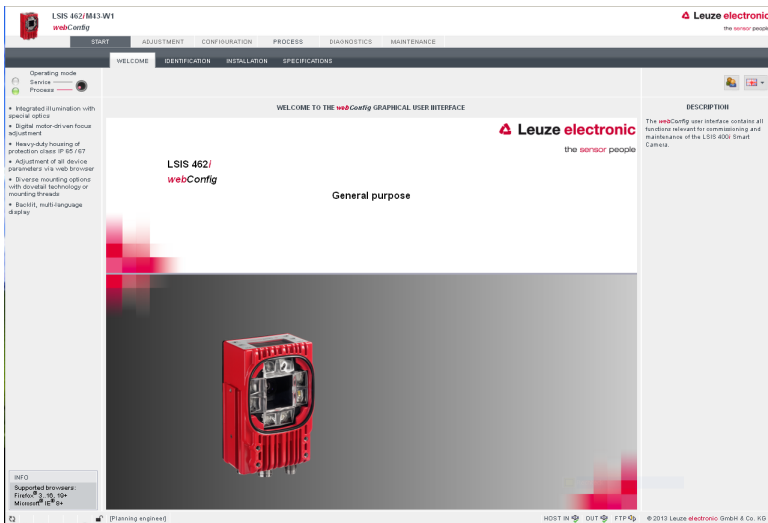 LSIS 462i/M43-W1
webConfig
Leuze electronic
the sensor people
START ADJUSTMENT CONFIGURATION PROCESS DIAGNOSTICS MAINTENANCE
WELCOME IDENTIFICATION INSTALLATION SPECIFICATIONS
Operating mode
Service
Process
• Integrated illumination with
special optics
• Digital motor-driven focus
adjustment
• Heavy-duty housing of
protection class IP 65 / 67
• Adjustment of all device
parameters via web browser
• Diverse mounting options
with dovetail technology or
mounting threads
• Backlit, multi-language
display
WELCOME TO THE webConfig GRAPHICAL USER INTERFACE
Leuze electronic
the sensor people
LSIS 462i
webConfig
General purpose
DESCRIPTION
The webConfig user interface contains all
functions relevant for commissioning and
maintenance of the LSIS 400i Smart
Camera.
INFO
Supported browsers:
Firefox® 3..16, 19+
Microsoft® IE® 8+
[Planning engineer]
HOST IN OUT FTP
©2013 Leuze electronic GmbH & Co. KG